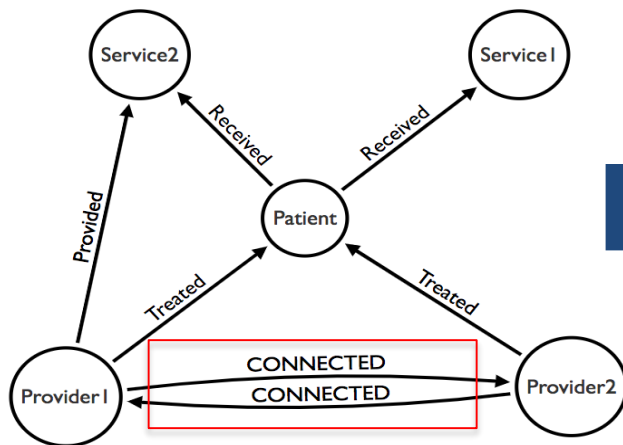 Service2
Service1
Received
Received
Provided
Patient
Treated
Treated
CONNECTED
CONNECTED
Provider1
Provider2